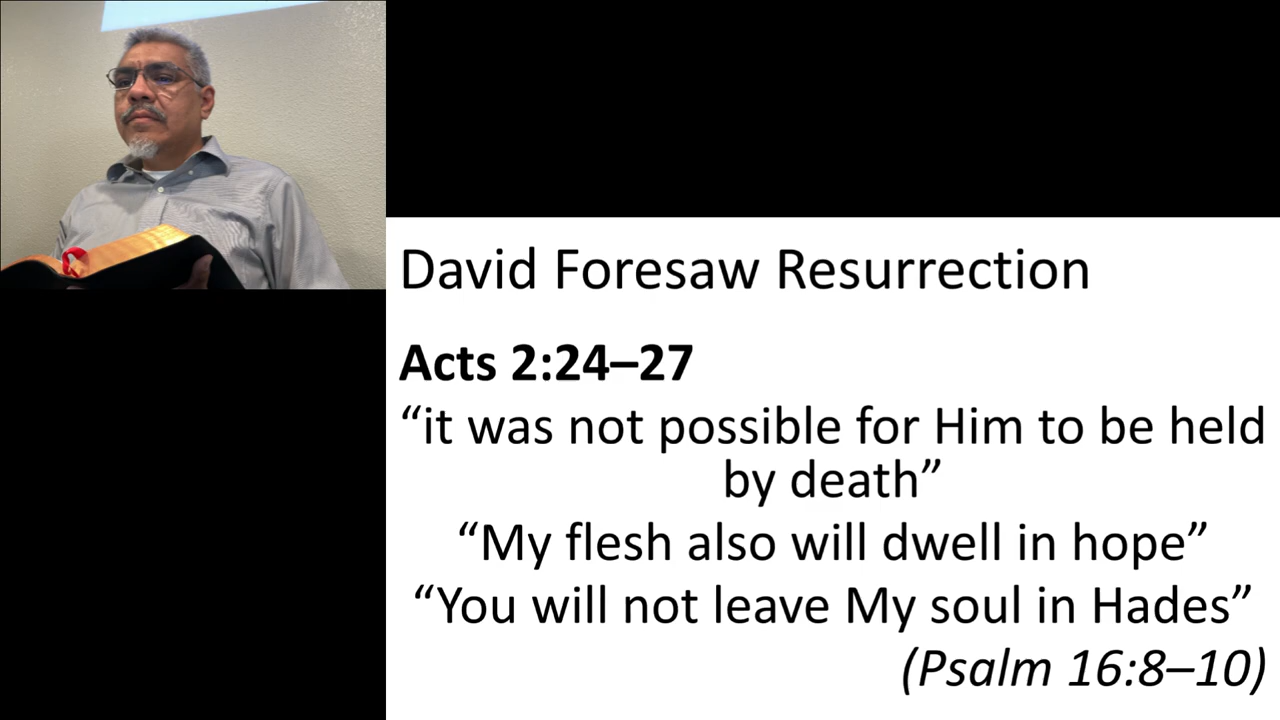 David Foresaw Resurrection
Acts 2:24–27
“it was not possible for Him to be held
by death”
“My flesh also will dwell in hope”
“You will not leave My soul in Hades”
(Psalm 16:8–10)